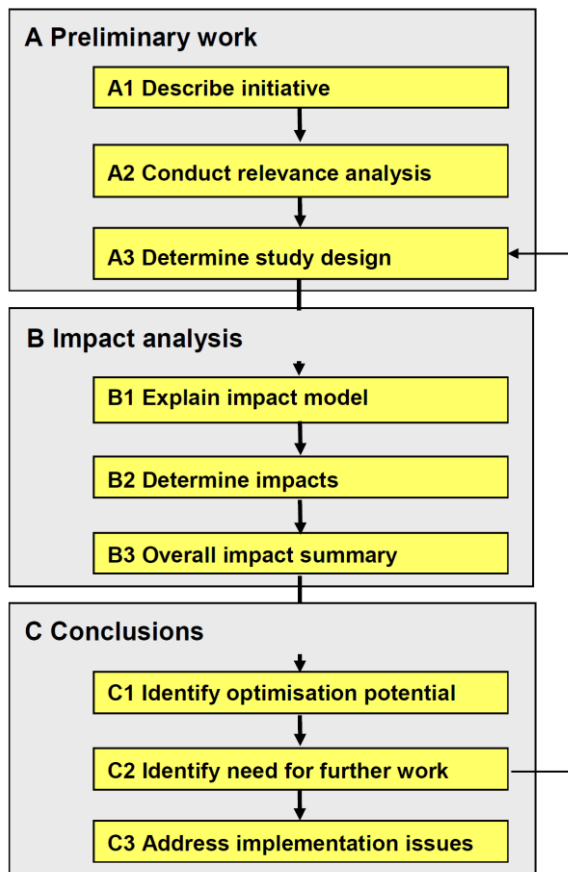 A Preliminary work
A1 Describe initiative
A2 Conduct relevance analysis
A3 Determine study design
B Impact analysis
B1 Explain impact model
B2 Determine impacts
B3 Overall impact summary
C Conclusions
C1 Identify optimisation potential
C2 Identify need for further work
C3 Address implementation issues